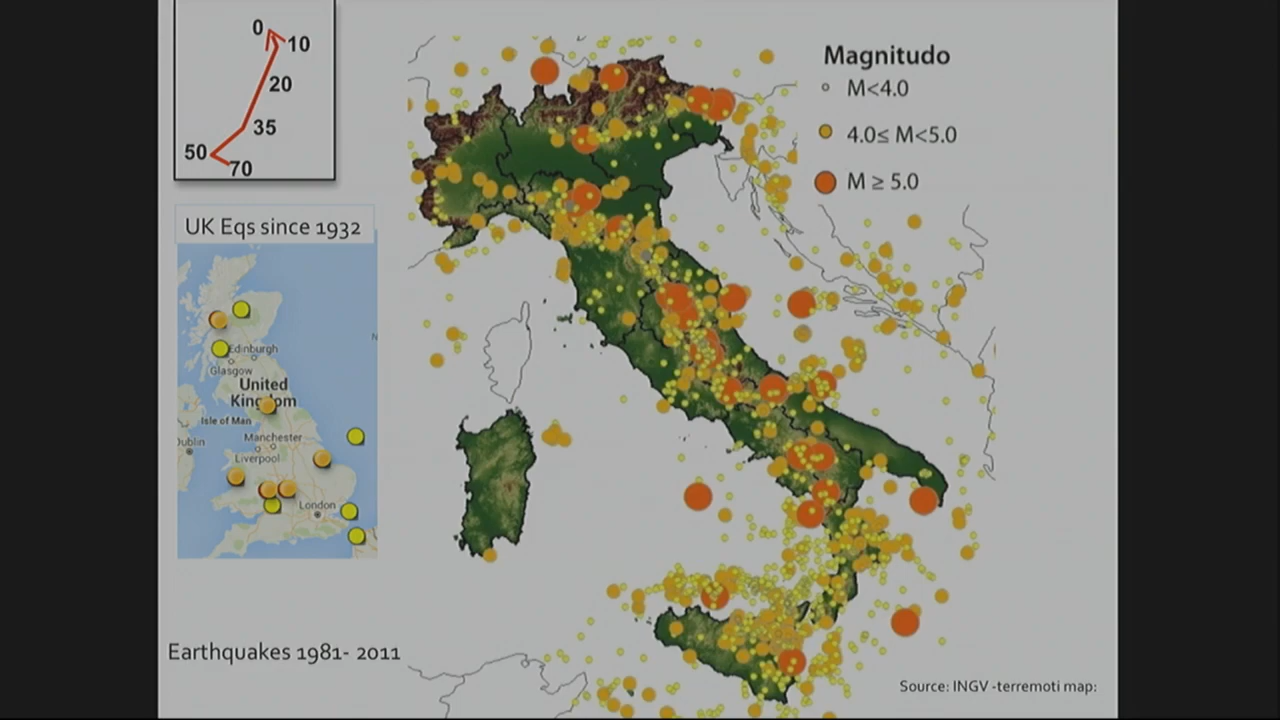 0
10
20
35
50
70
Magnitudo
M<4.0
4.0≤ M<5.0
M ≥ 5.0
UK Eqs since 1932
Edinburgh
Glasgow
United
Kingdom
Isle of Man
Dublin
Manchester
Liverpool
London
N
Earthquakes 1981- 2011
Source: INGV -terremoti map: